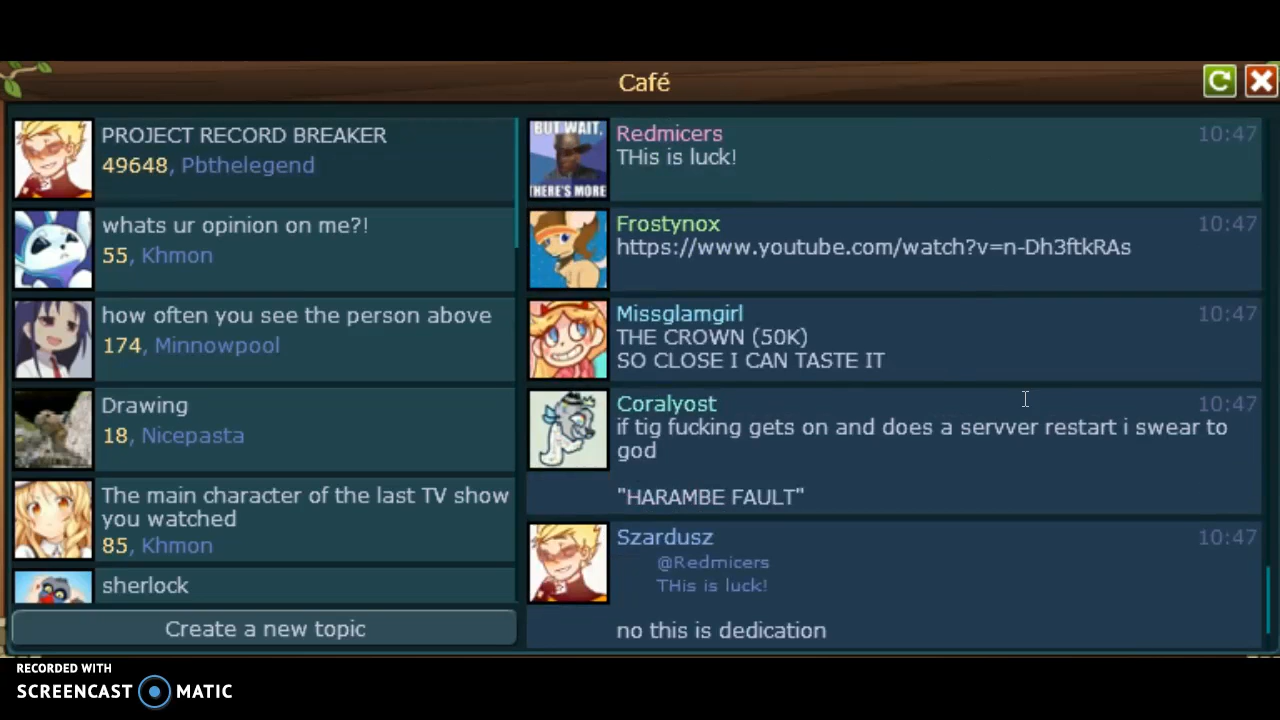 Café
PROJECT RECORD BREAKER
49648, Pbthelegend
whats ur opinion on me?!
55, Khmon
how often you see the person above
174, Minnowpool
Drawing
18, Nicepasta
The main character of the last TV show
you watched
85, Khmon
sherlock
Create a new topic
BUT WAIT,
THERE'S MORE
Redmicers 10:47
THis is luck!
Frostynox 10:47
https://www.youtube.com/watch?v=n-Dh3ftkRAs
Missglamgirl 10:47
THE CROWN (50K)
SO CLOSE I CAN TASTE IT
Coralyost 10:47
if tig fucking gets on and does a servver restart i swear to
god
"HARAMBE FAULT"
Szardusz 10:47
@Redmicers
THis is luck!
no this is dedication
RECORDED WITH
SCREENCAST MATIC